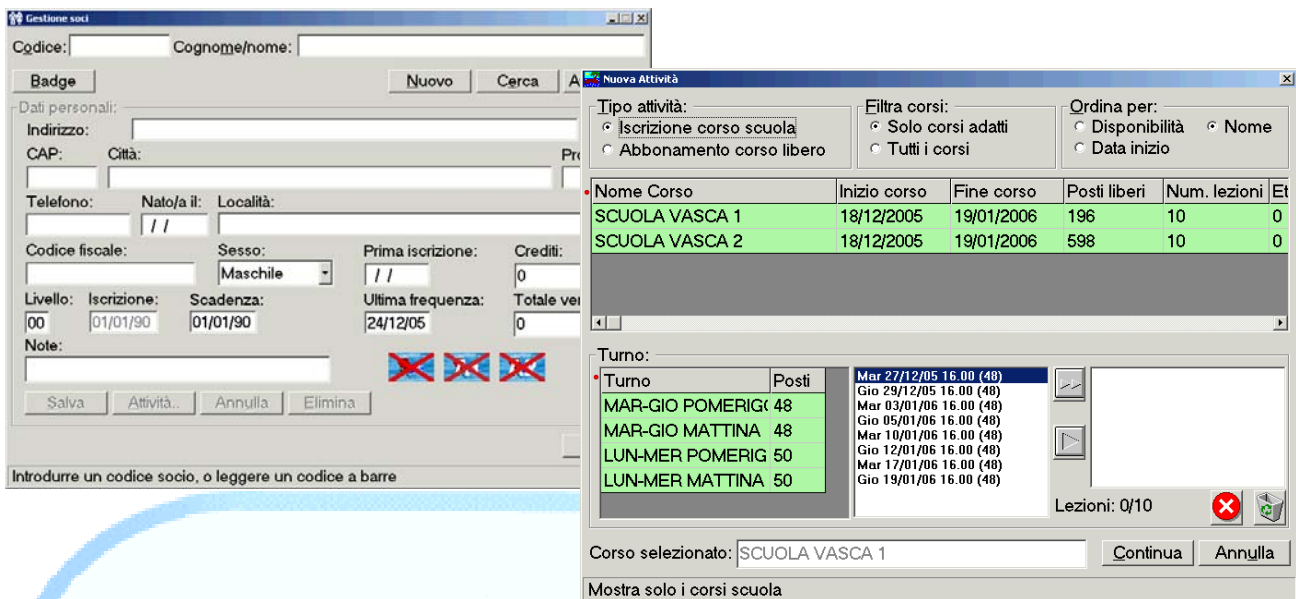 Gestione soci
Codice:
Cognome/nome:
Badge
Nuovo
Cerca
Dati personali:
Indirizzo:
CAP:
Città:
Telefono:
Nato/a il:
Località:
/ /
Codice fiscale:
Sesso:
Prima iscrizione:
Crediti:
Maschile
/ /
0
Livello:
Iscrizione:
Scadenza:
Ultima frequenza:
Totale
00
01/01/90
01/01/90
24/12/05
0
Note:
Salva
Attività..
Annulla
Elimina
Introdurre un codice socio, o leggere un codice a barre
Nuova Attività
Tipo attività:
Iscrizione corso scuola
Abbonamento corso libero
Filtra corsi:
Solo corsi adatti
Tutti i corsi
Ordina per:
Disponibilità
Nome
Data inizio
Nome Corso Inizio corso Fine corso Posti liberi Num. lezioni Et
SCUOLA VASCA 1 18/12/2005 19/01/2006 196 10 0
SCUOLA VASCA 2 18/12/2005 19/01/2006 598 10 0
Turno:
Turno Posti
MAR-GIO POMERIG 48
MAR-GIO MATTINA 48
LUN-MER POMERIG 50
LUN-MER MATTINA 50
Mar 27/12/05 16.00 (48)
Gio 29/12/05 16.00 (48)
Mar 03/01/06 16.00 (48)
Gio 05/01/06 16.00 (48)
Mar 10/01/06 16.00 (48)
Gio 12/01/06 16.00 (48)
Mar 17/01/06 16.00 (48)
Gio 19/01/06 16.00 (48)
Lezioni: 0/10
Corso selezionato: SCUOLA VASCA 1
Continua
Annulla
Mostra solo i corsi scuola